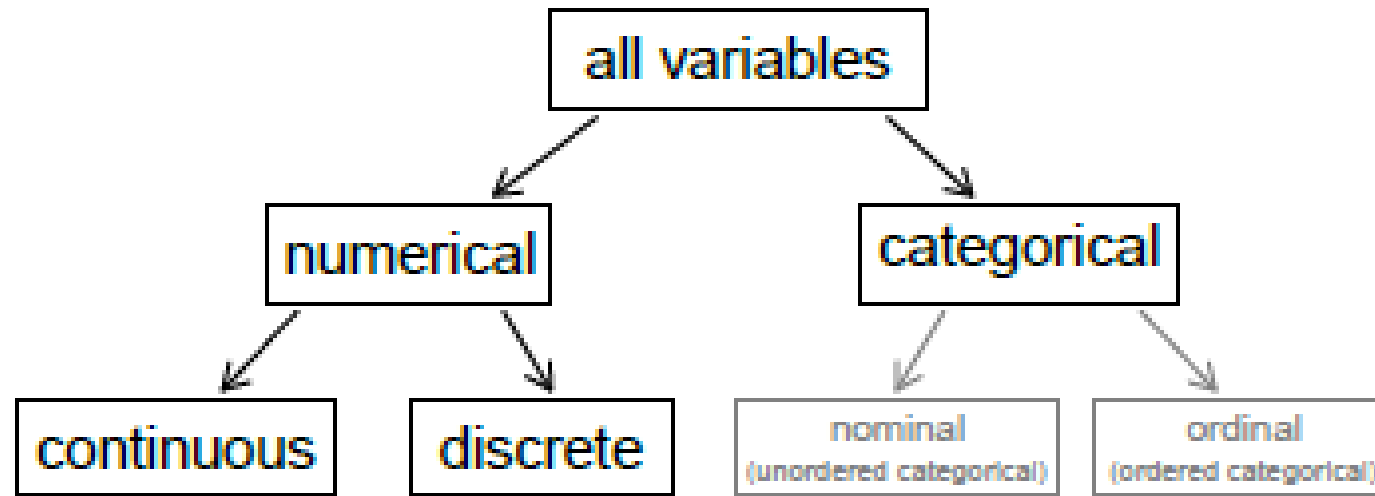 all variables
numerical
categorical
continuous
discrete
nominal
(unordered categorical)
ordinal
(ordered categorical)